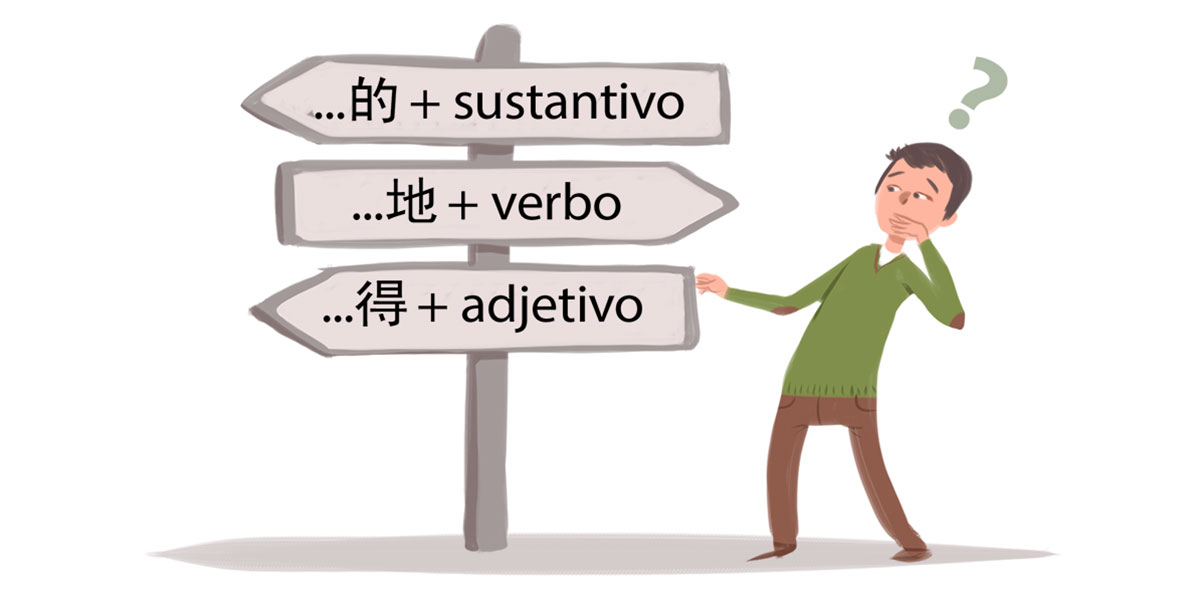 ...的 + sustantivo
...地 + verbo
...得 + adjetivo
?